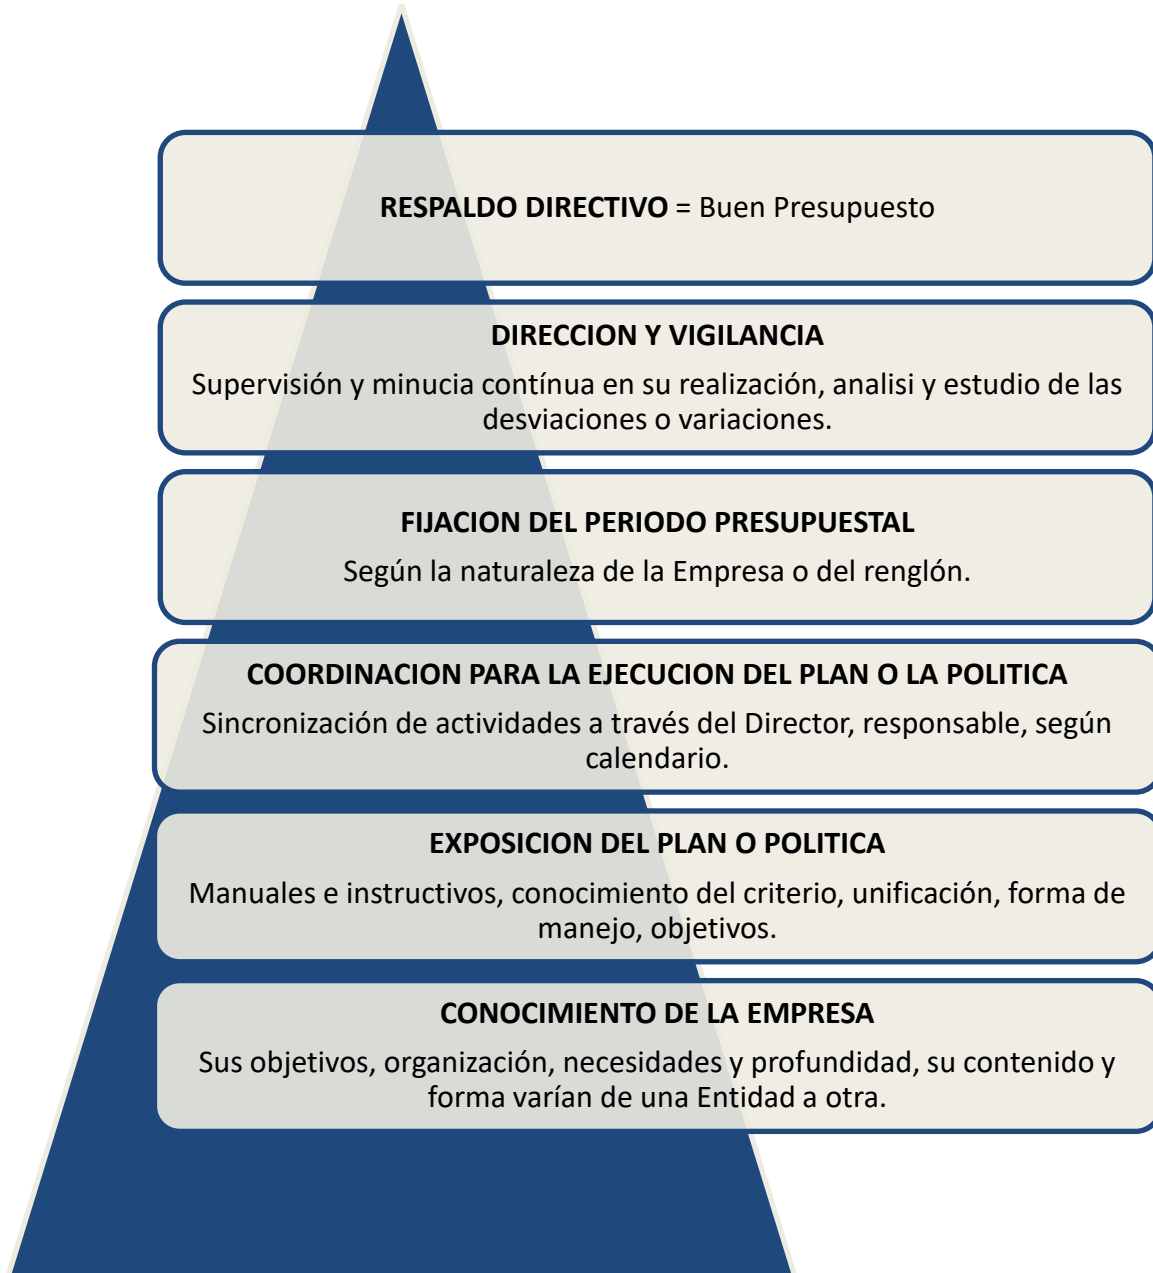 RESPALDO DIRECTIVO = Buen Presupuesto
DIRECCION Y VIGILANCIA
Supervisión y minucia contínua en su realización, analisi y estudio de las
desviaciones o variaciones.
FIJACION DEL PERIODO PRESUPUESTAL
Según la naturaleza de la Empresa o del renglón.
COORDINACION PARA LA EJECUCION DEL PLAN O LA POLITICA
Sincronización de actividades a través del Director, responsable, según
calendario.
EXPOSICION DEL PLAN O POLITICA
Manuales e instructivos, conocimiento del criterio, unificación, forma de
manejo, objetivos.
CONOCIMIENTO DE LA EMPRESA
Sus objetivos, organización, necesidades y profundidad, su contenido y
forma varían de una Entidad a otra.